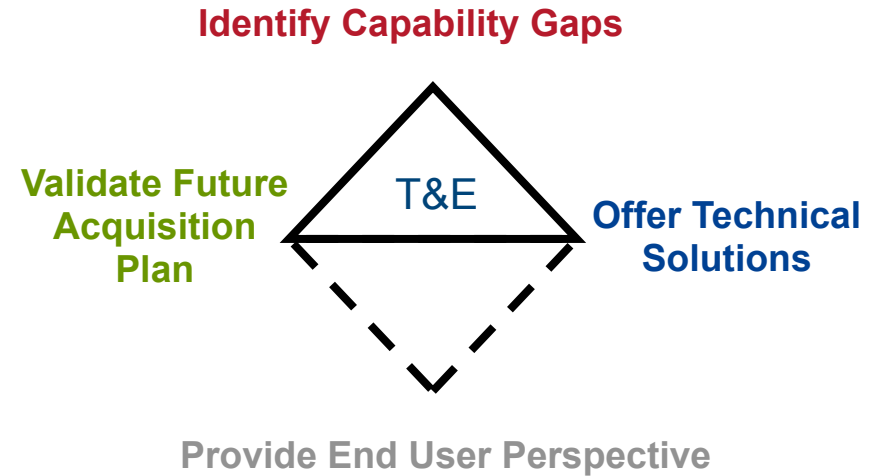 Identify Capability Gaps
Validate Future
Acquisition
Plan
T&E
Offer Technical
Solutions
Provide End User Perspective